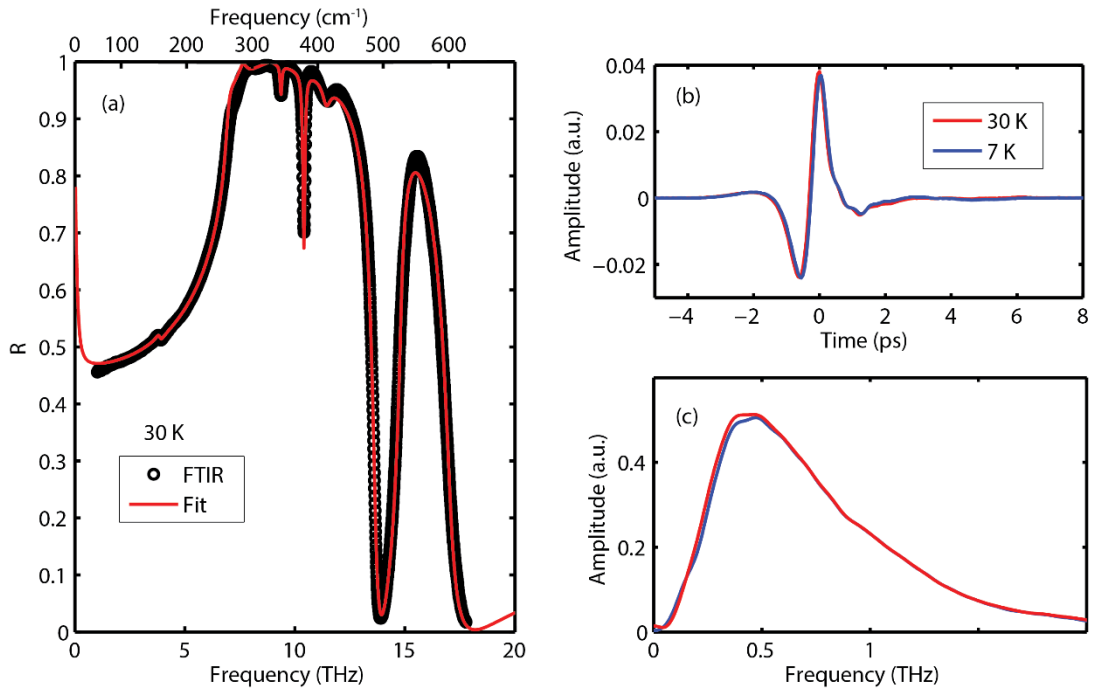 Frequency (cm⁻¹)
0 100 200 300 400 500 600
(a)
R
1
0.9
0.8
0.7
0.6
0.5
0.4
0.3
0.2
0.1
0
30 K
FTIR
Fit
0 5 10 15 20
Frequency (THz)
(b)
Amplitude (a.u.)
0.04
0.02
0
−0.02
30 K
7 K
−4 −2 0 2 4 6 8
Time (ps)
(c)
Amplitude (a.u.)
0.4
0.2
0
0 0.5 1
Frequency (THz)